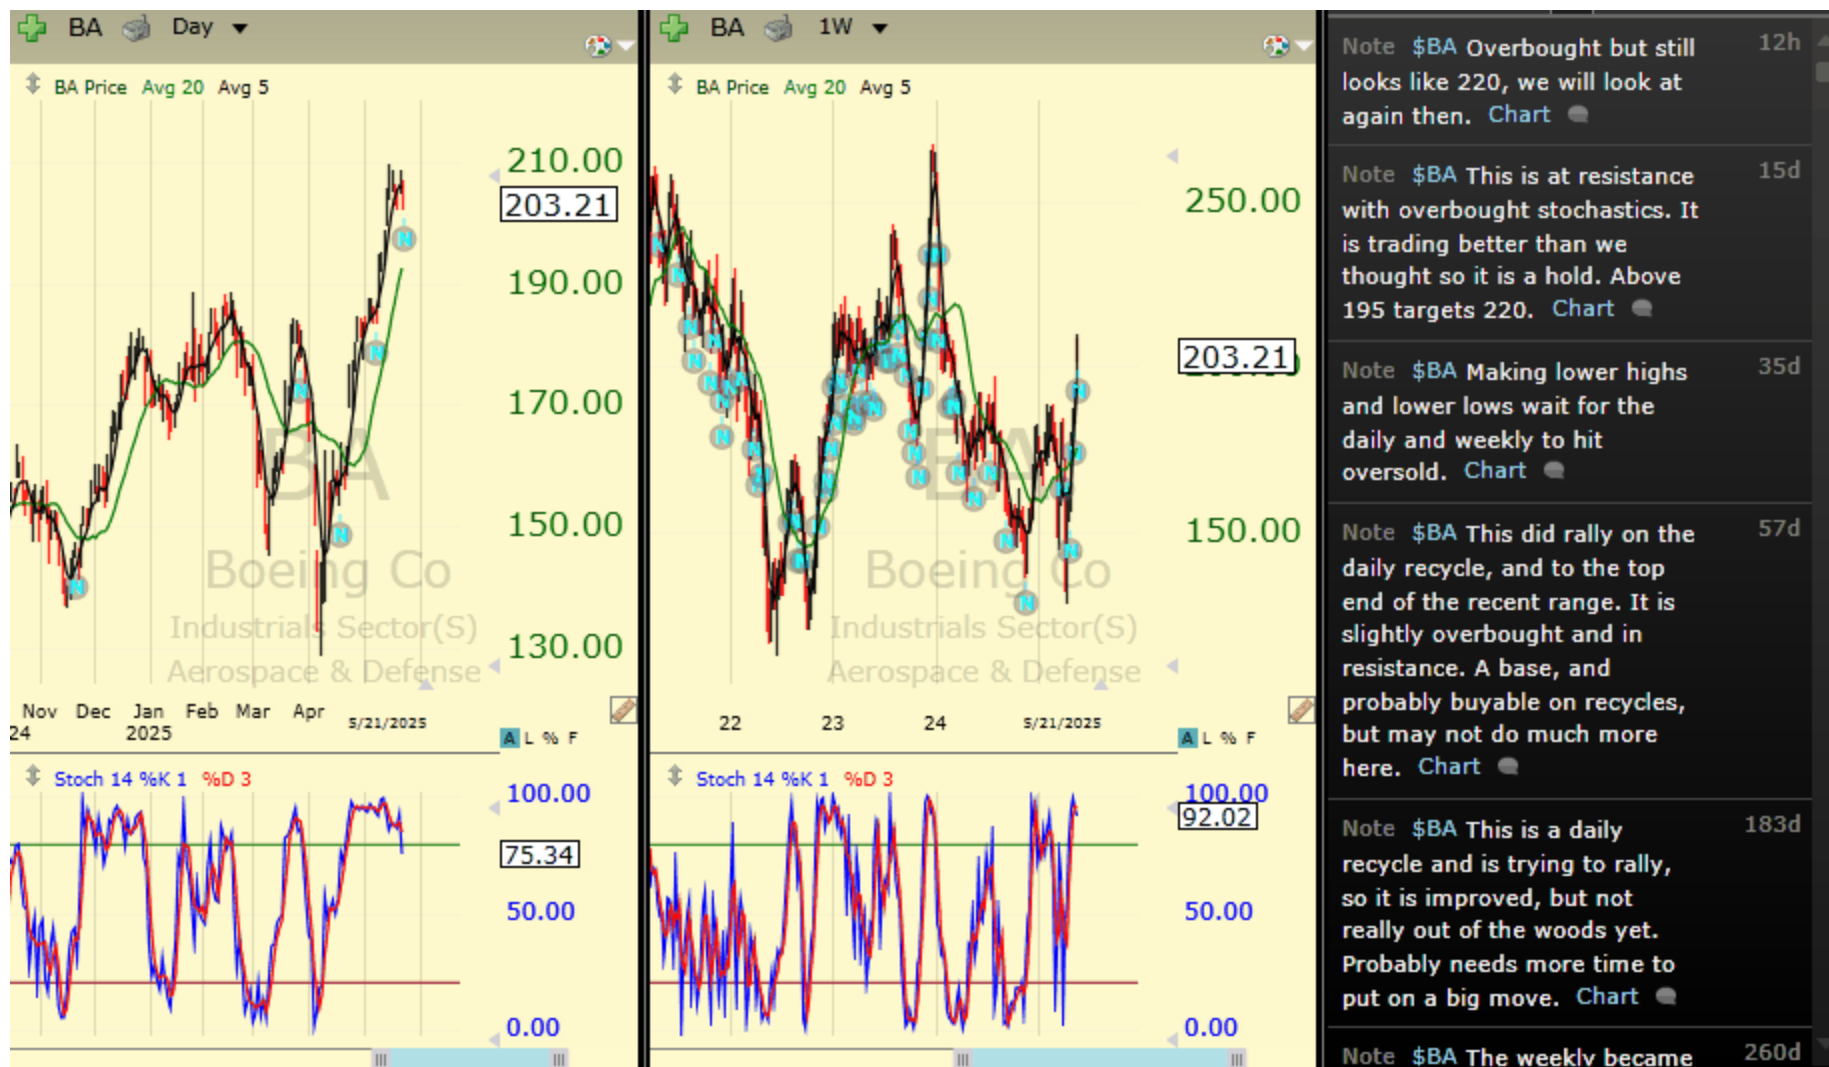 BA Day
BA Price Avg 20 Avg 5
210.00
203.21
190.00
170.00
150.00
130.00
BA
Boeing Co
Industrials Sector(S)
Aerospace & Defense
Nov Dec Jan Feb Mar Apr 5/21/2025
24 2025
A L % F
Stoch 14 %K 1 %D 3
100.00
75.34
50.00
0.00
BA 1W
BA Price Avg 20 Avg 5
250.00
203.21
150.00
BA
Boeing Co
Industrials Sector(S)
Aerospace & Defense
22 23 24 5/21/2025
A L % F
Stoch 14 %K 1 %D 3
100.00
92.02
50.00
0.00
Note $BA Overbought but still 12h
looks like 220, we will look at
again then. Chart
Note $BA This is at resistance 15d
with overbought stochastics. It
is trading better than we
thought so it is a hold. Above
195 targets 220. Chart
Note $BA Making lower highs 35d
and lower lows wait for the
daily and weekly to hit
oversold. Chart
Note $BA This did rally on the 57d
daily recycle, and to the top
end of the recent range. It is
slightly overbought and in
resistance. A base, and
probably buyable on recycles,
but may not do much more
here. Chart
Note $BA This is a daily 183d
recycle and is trying to rally,
so it is improved, but not
really out of the woods yet.
Probably needs more time to
put on a big move. Chart
Note $BA The weekly became 260d